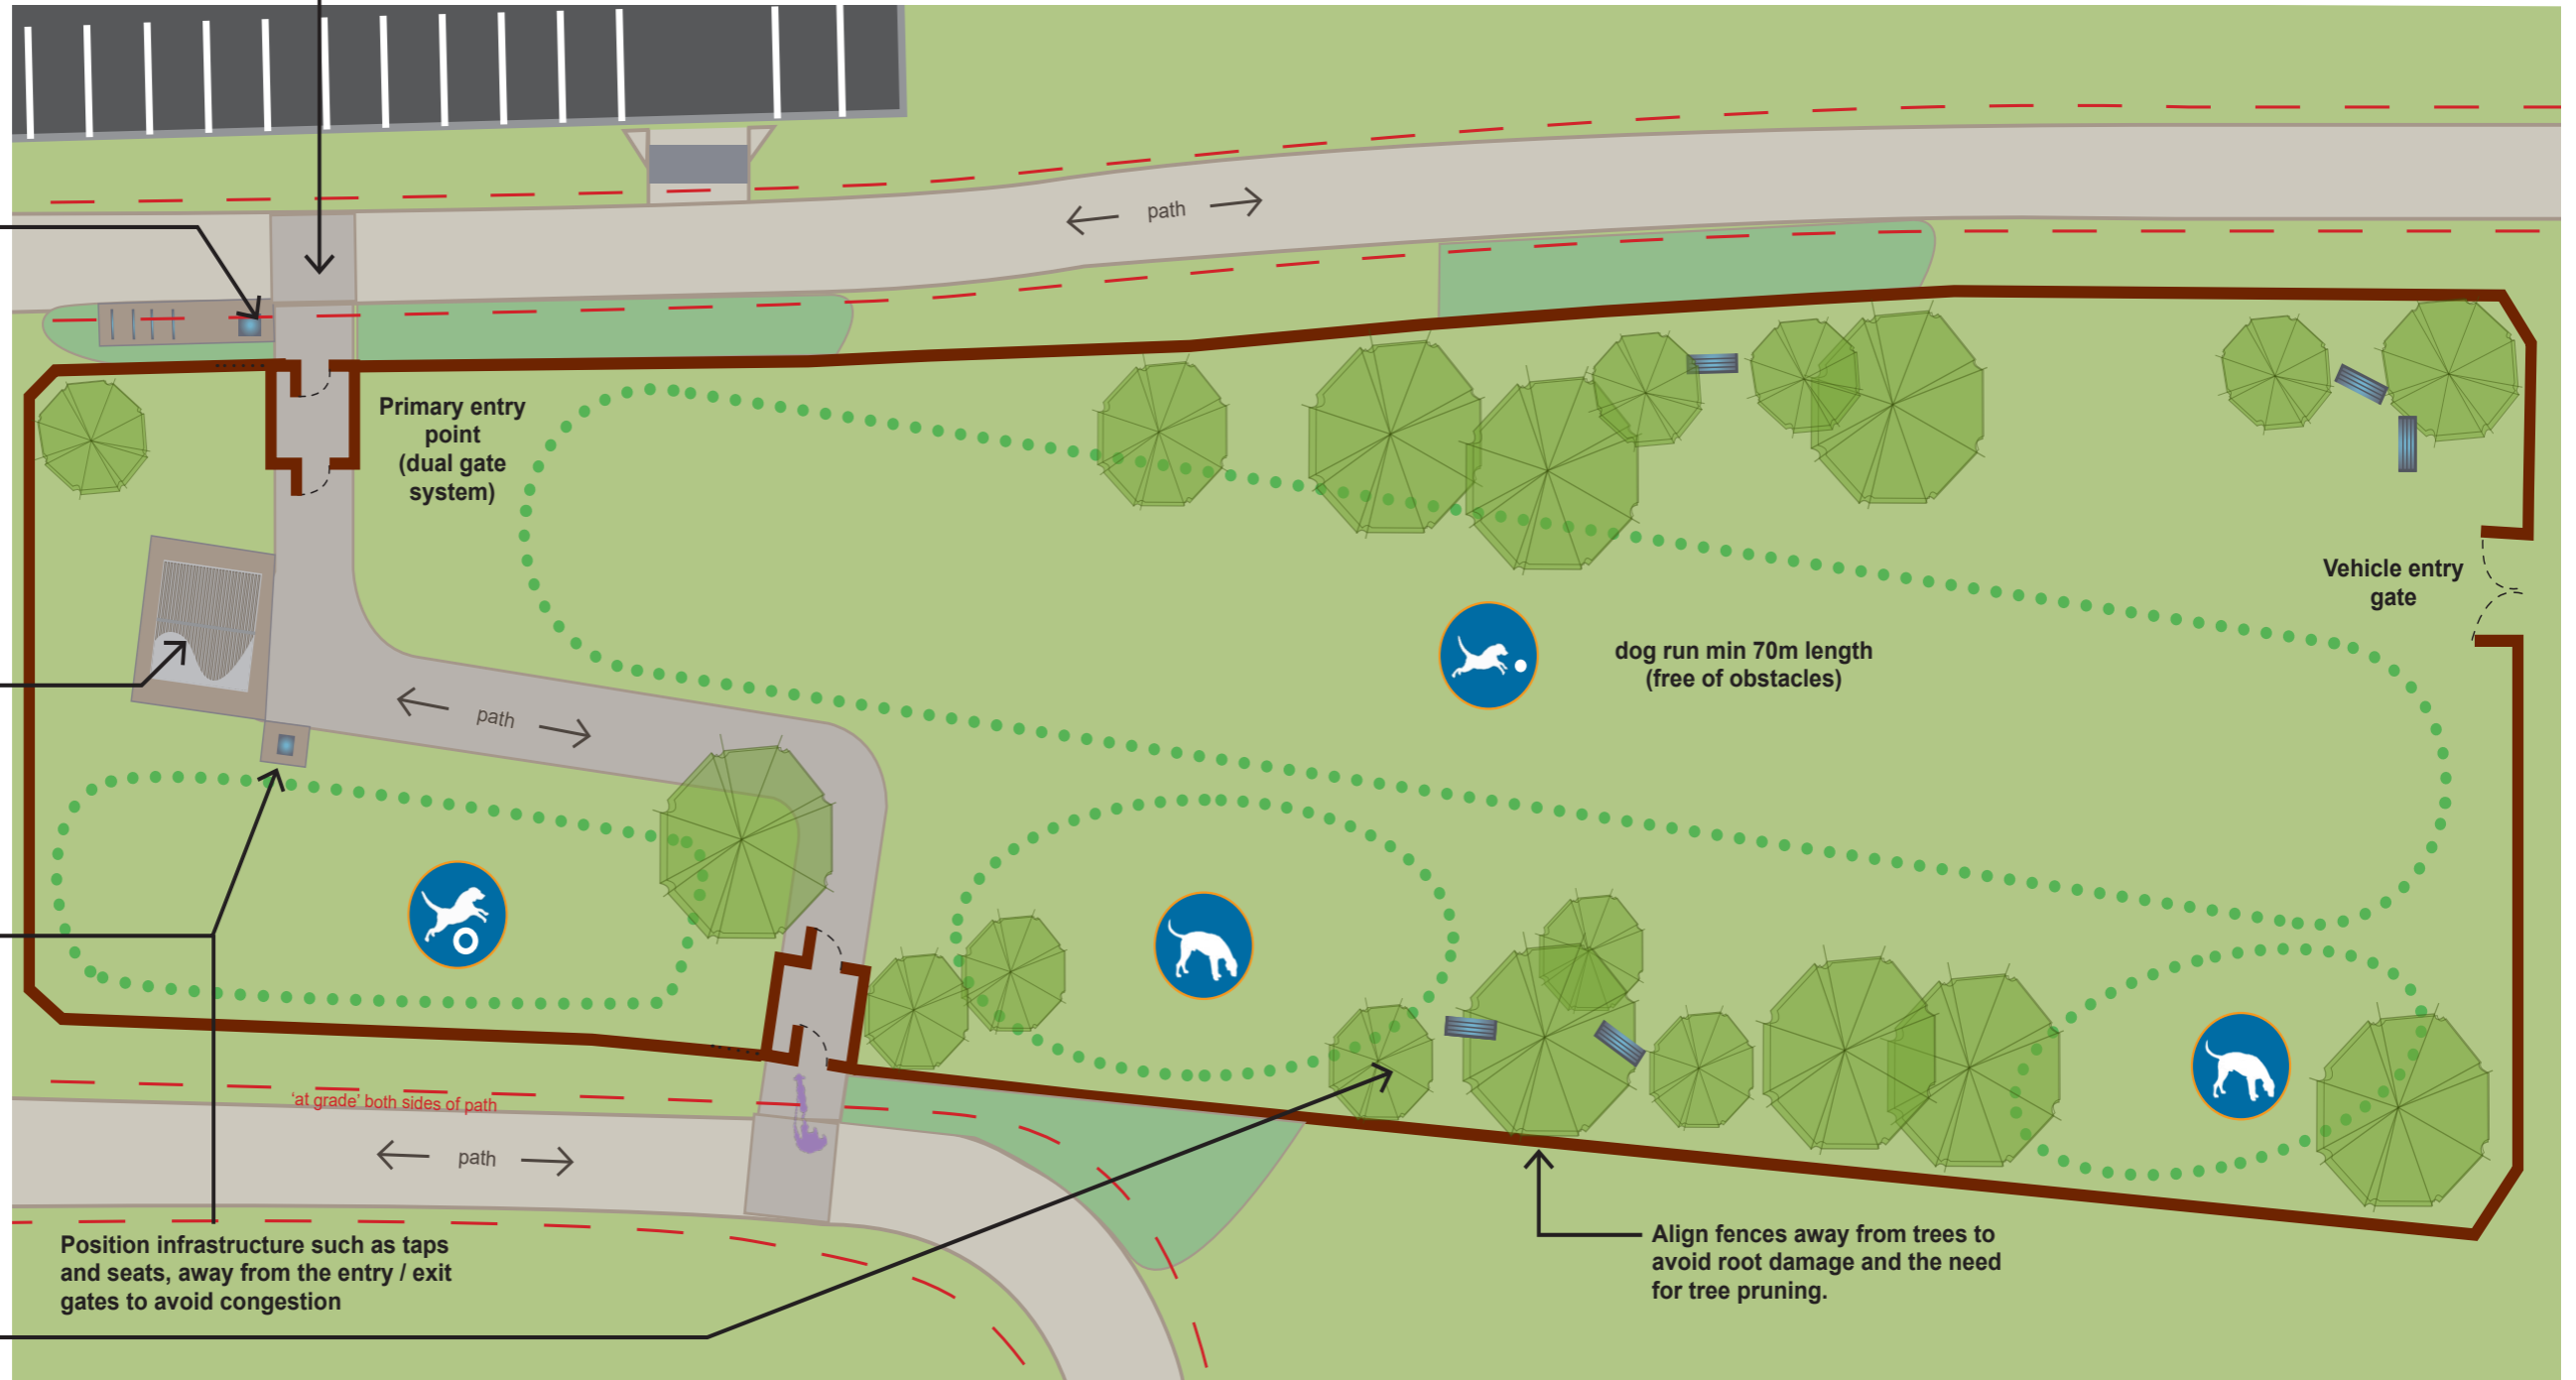 path
Primary entry
point
(dual gate
system)
Vehicle entry
gate
dog run min 70m length
(free of obstacles)
path
'at grade' both sides of path
path
Position infrastructure such as taps
and seats, away from the entry / exit
gates to avoid congestion
Align fences away from trees to
avoid root damage and the need
for tree pruning.